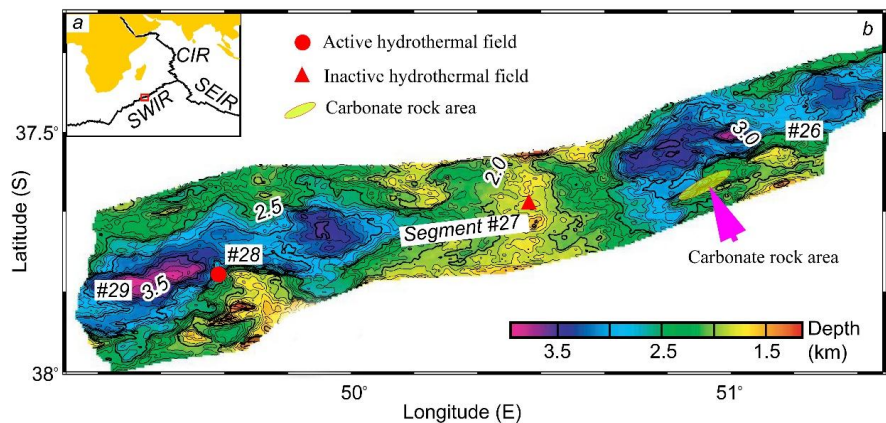 a
CIR
SWIR
SEIR
Active hydrothermal field
Inactive hydrothermal field
Carbonate rock area
b
37.5°
38°
Latitude (S)
2.5
2.0
3.0
#26
Segment #27
#28
#29
3.5
Carbonate rock area
3.5
2.5
1.5
Depth
(km)
50°
51°
Longitude (E)